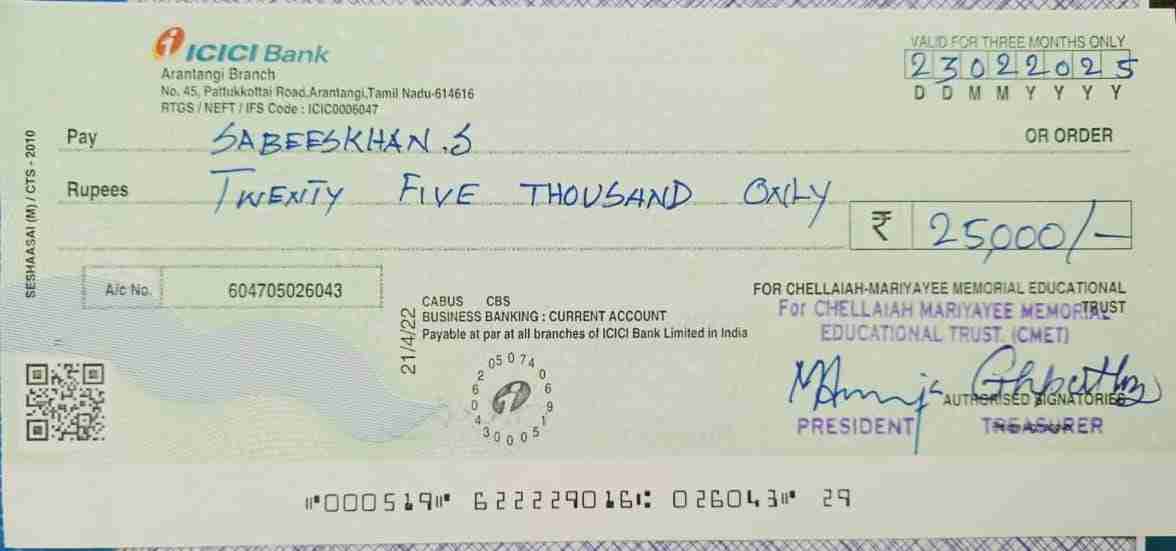 ICICI Bank
Arantangi Branch
No. 45, Pattukkottai Road,Arantangi,Tamil Nadu-614616
RTGS / NEFT / IFS Code : ICIC0006047
VALID FOR THREE MONTHS ONLY
23022025
D D M M Y Y Y Y
Pay SABEESKHAN.S OR ORDER
Rupees TWENTY FIVE THOUSAND ONLY
₹ 25,000/-
SESHAASAI (M) / CTS - 2010
A/c No. 604705026043
21/4/22
CABUS CBS
BUSINESS BANKING : CURRENT ACCOUNT
Payable at par at all branches of ICICI Bank Limited in India
FOR CHELLAIAH-MARIYAYEE MEMORIAL EDUCATIONAL
TRUST
For CHELLAIAH MARIYAYEE MEMORIAL
EDUCATIONAL TRUST. (CMET)
AUTHORISED SIGNATORIES
PRESIDENT TREASURER
⑈000519⑈ 622229016⑆ 026043⑈ 29